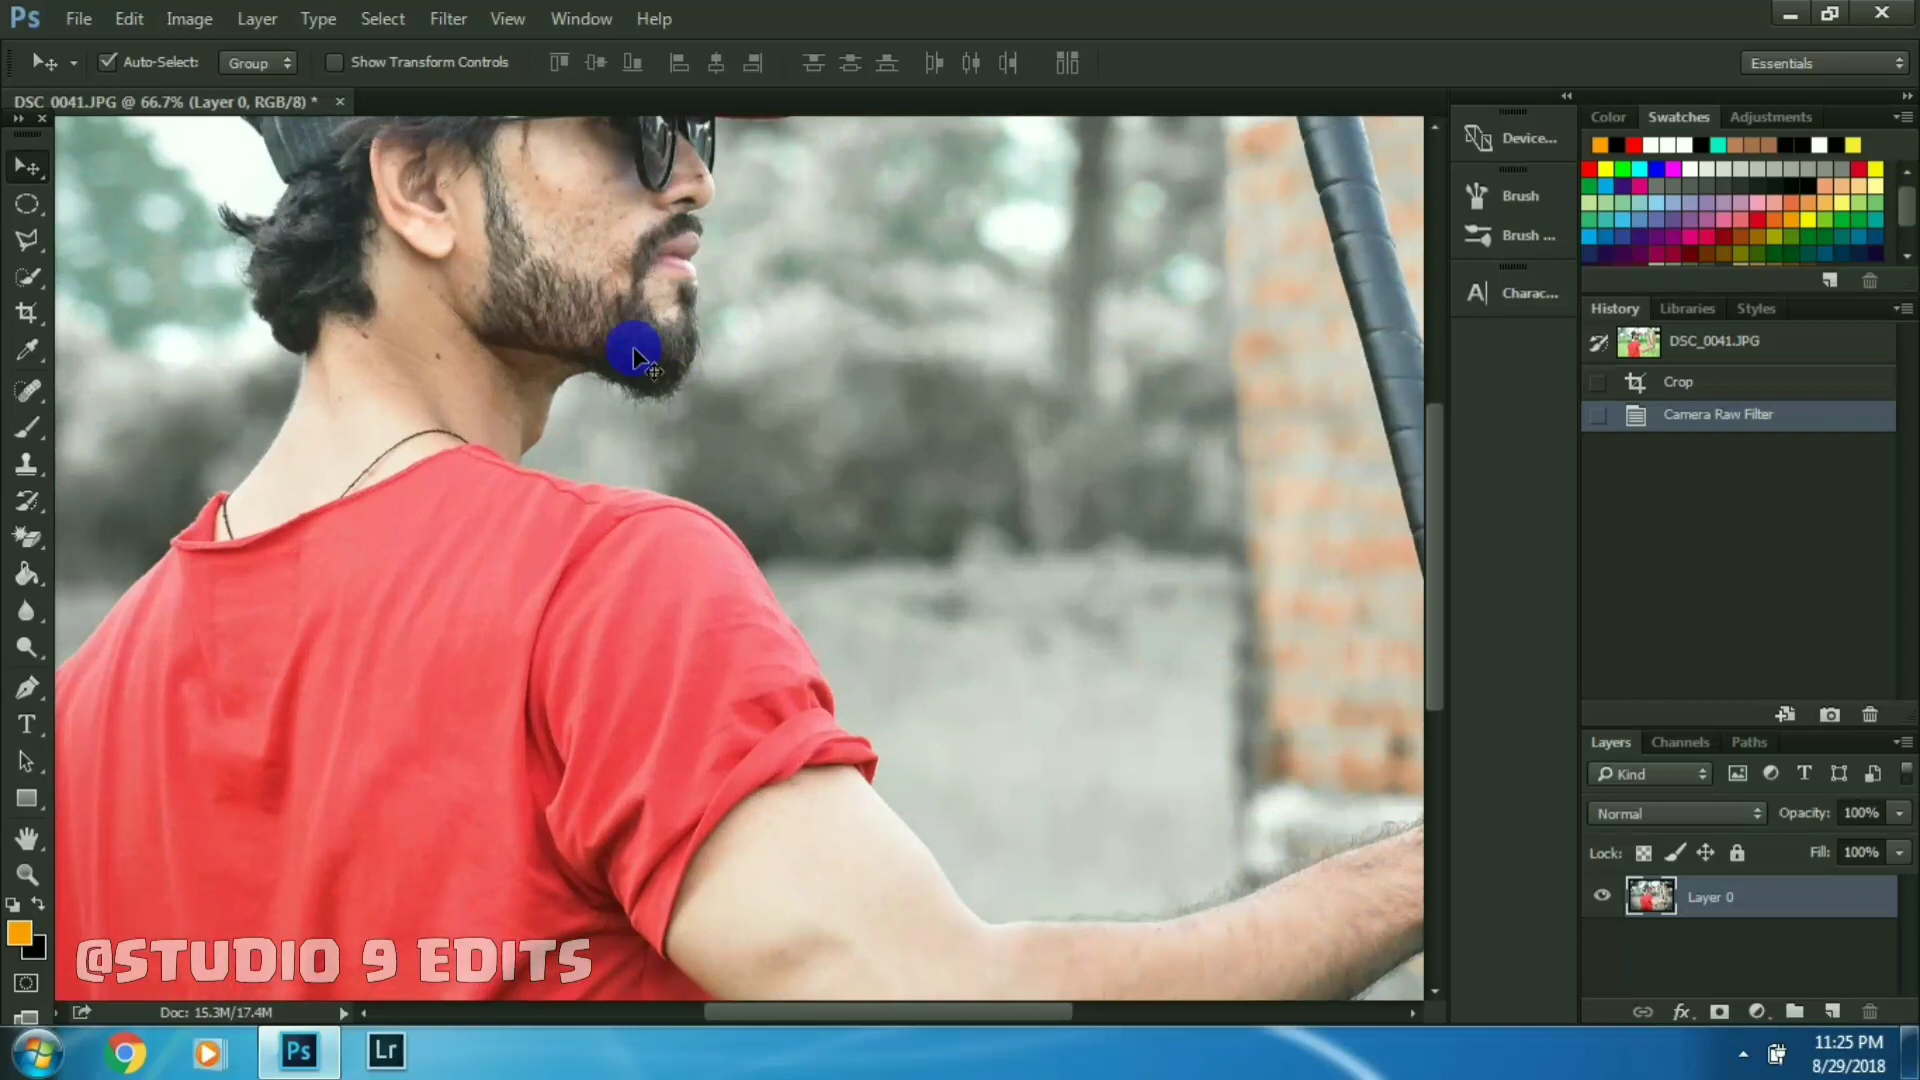 Ps File Edit Image Layer Type Select Filter View Window Help
Auto-Select: Group Show Transform Controls Essentials
DSC_0041.JPG @ 66.7% (Layer 0, RGB/8) * ×
Device...
Brush
Brush ...
A| Charac...
Color Swatches Adjustments
History Libraries Styles
DSC_0041.JPG
Crop
Camera Raw Filter
Layers Channels Paths
Kind
Normal Opacity: 100%
Lock: Fill: 100%
Layer 0
@STUDIO 9 EDITS
Doc: 15.3M/17.4M
Ps Lr
11:25 PM
8/29/2018